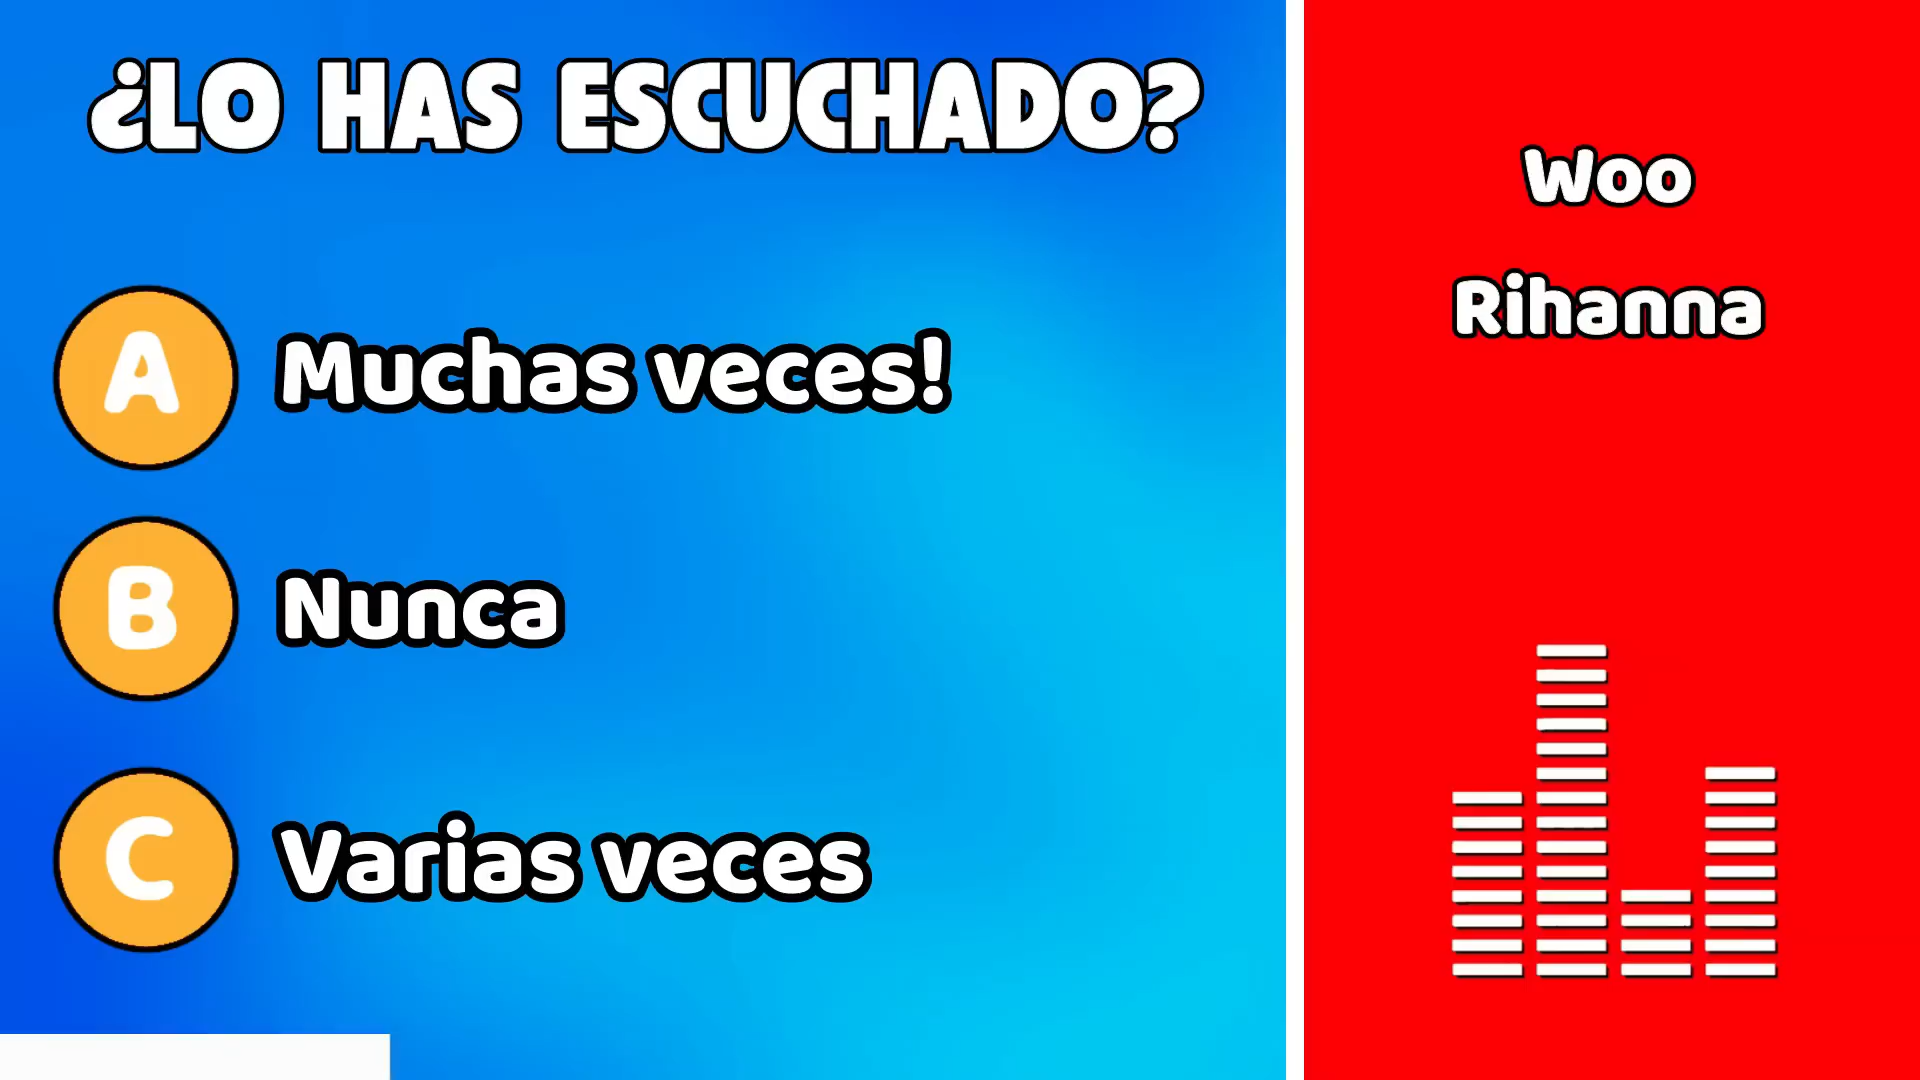 ¿LO HAS ESCUCHADO?
A Muchas veces!
B Nunca
C Varias veces
Woo
Rihanna